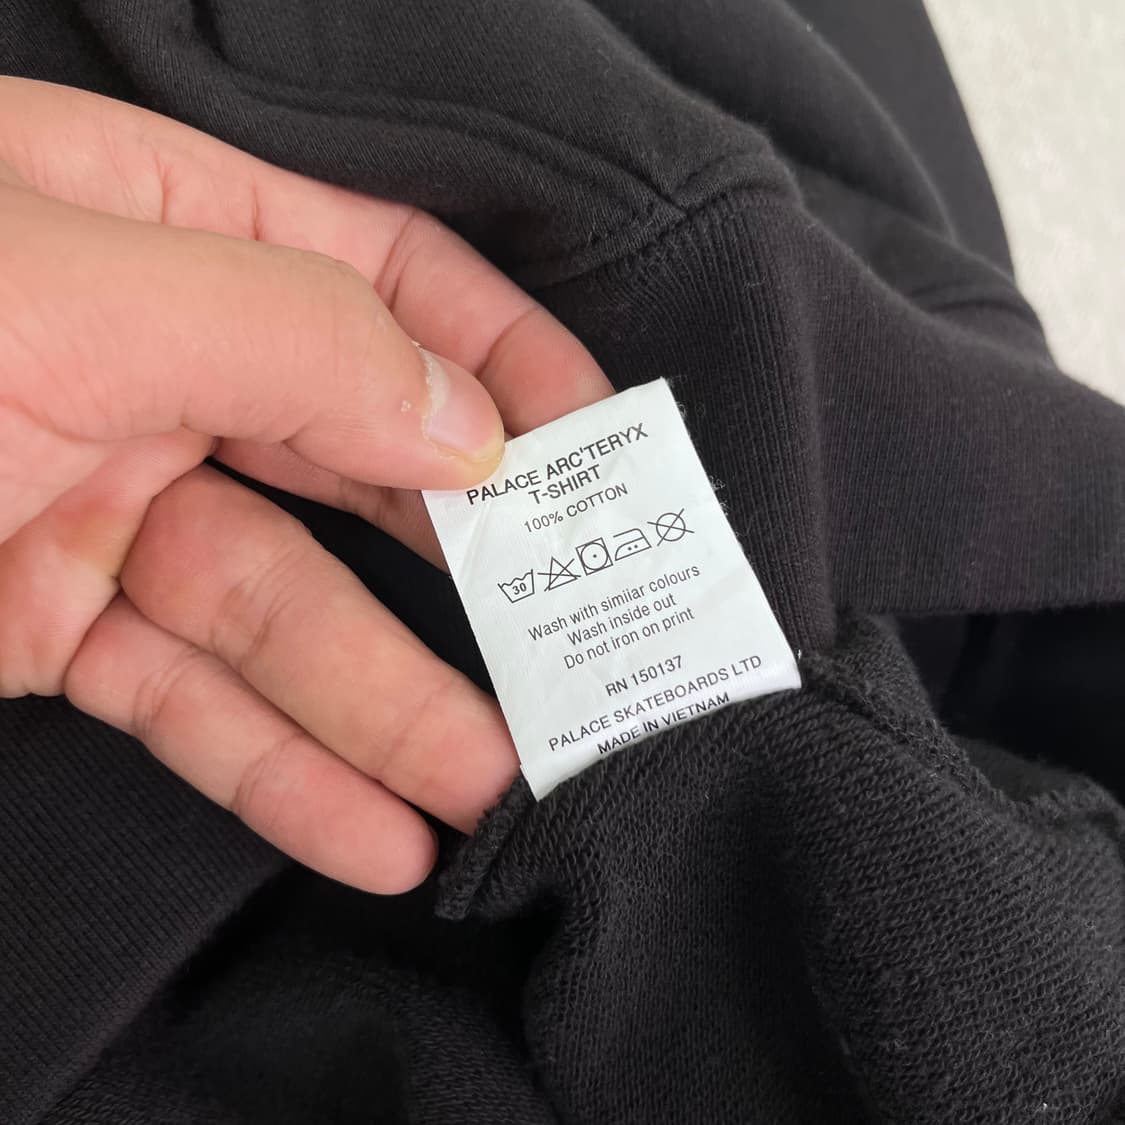 PALACE ARC'TERYX
T-SHIRT
100% COTTON
30
Wash with simiiar colours
Wash inside out
Do not iron on print
RN 150137
PALACE SKATEBOARDS LTD
MADE IN VIETNAM